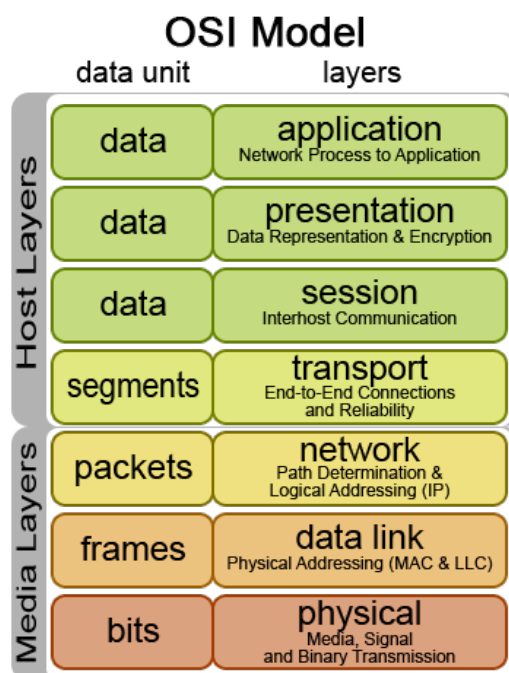 OSI Model
data unit
layers
Host Layers
data
application
Network Process to Application
data
presentation
Data Representation & Encryption
data
session
Interhost Communication
segments
transport
End-to-End Connections
and Reliability
Media Layers
packets
network
Path Determination &
Logical Addressing (IP)
frames
data link
Physical Addressing (MAC & LLC)
bits
physical
Media, Signal
and Binary Transmission